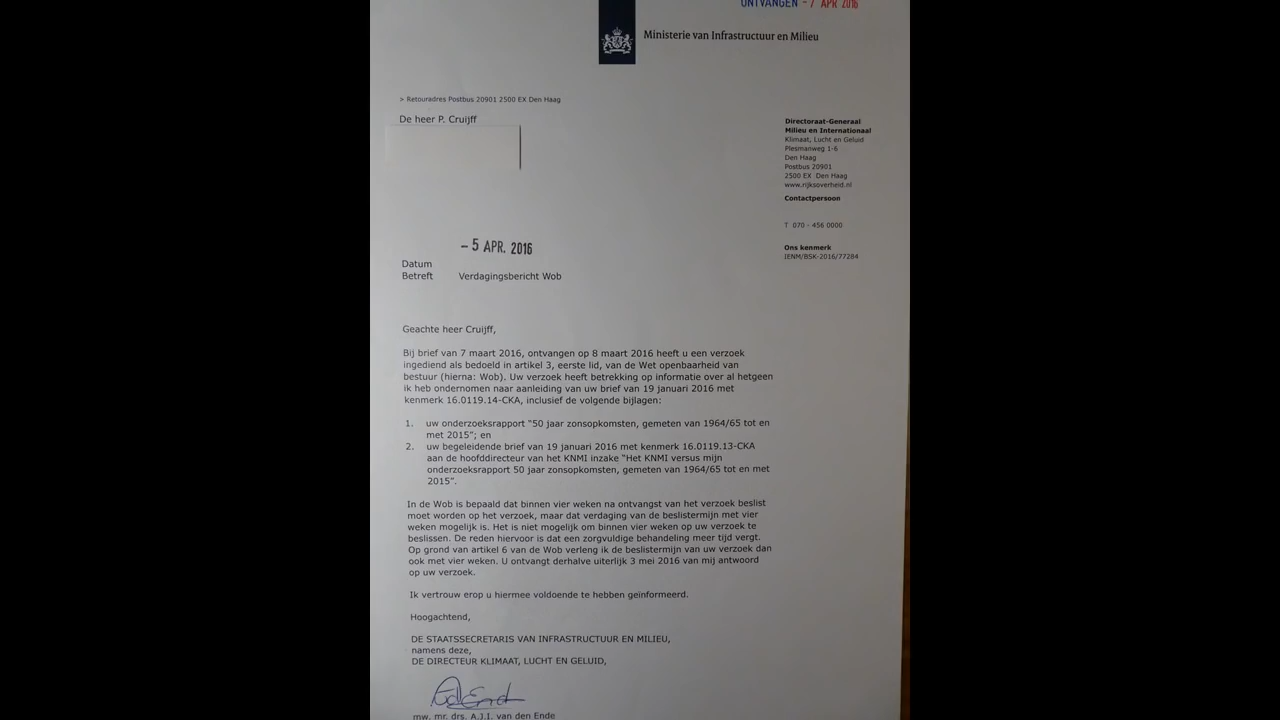 ONTVANGEN - 7 APR 2016
Ministerie van Infrastructuur en Milieu
> Retouradres Postbus 20901 2500 EX Den Haag
De heer P. Cruijff
Directoraat-Generaal
Milieu en Internationaal
Klimaat, Lucht en Geluid
Plesmanweg 1-6
Den Haag
Postbus 20901
2500 EX Den Haag
www.rijksoverheid.nl
Contactpersoon
T 070 - 456 0000
Ons kenmerk
IENM/BSK-2016/77284
- 5 APR. 2016
Datum
Betreft Verdagingsbericht Wob
Geachte heer Cruijff,
Bij brief van 7 maart 2016, ontvangen op 8 maart 2016 heeft u een verzoek
ingediend als bedoeld in artikel 3, eerste lid, van de Wet openbaarheid van
bestuur (hierna: Wob). Uw verzoek heeft betrekking op informatie over al hetgeen
ik heb ondernomen naar aanleiding van uw brief van 19 januari 2016 met
kenmerk 16.0119.14-CKA, inclusief de volgende bijlagen:
1. uw onderzoeksrapport "50 jaar zonsopkomsten, gemeten van 1964/65 tot en
met 2015"; en
2. uw begeleidende brief van 19 januari 2016 met kenmerk 16.0119.13-CKA
aan de hoofddirecteur van het KNMI inzake "Het KNMI versus mijn
onderzoeksrapport 50 jaar zonsopkomsten, gemeten van 1964/65 tot en met
2015".
In de Wob is bepaald dat binnen vier weken na ontvangst van het verzoek beslist
moet worden op het verzoek, maar dat verdaging van de beslistermijn met vier
weken mogelijk is. Het is niet mogelijk om binnen vier weken op uw verzoek te
beslissen. De reden hiervoor is dat een zorgvuldige behandeling meer tijd vergt.
Op grond van artikel 6 van de Wob verleng ik de beslistermijn van uw verzoek dan
ook met vier weken. U ontvangt derhalve uiterlijk 3 mei 2016 van mij antwoord
op uw verzoek.
Ik vertrouw erop u hiermee voldoende te hebben geïnformeerd.
Hoogachtend,
DE STAATSSECRETARIS VAN INFRASTRUCTUUR EN MILIEU,
namens deze,
DE DIRECTEUR KLIMAAT, LUCHT EN GELUID,
mw. mr. drs. A.J.I. van den Ende